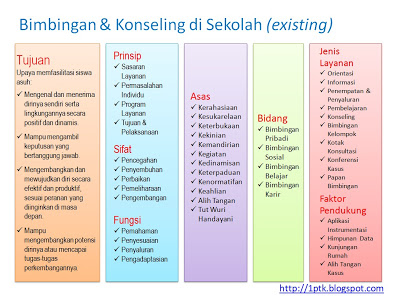 Bimbingan & Konseling di Sekolah (existing)
Tujuan
Upaya memfasilitasi siswa
asuh:
✓ Mengenal dan menerima
dirinya sendiri serta
lingkungannya secara
positif dan dinamis.
✓ Mampu mengambil
keputusan yang
bertanggung jawab.
✓ Mengembangkan dan
mewujudkan diri secara
efektif dan produktif,
sesuai peranan yang
diinginkan di masa
depan.
✓ Mampu
mengembangkan potensi
dirinya atau mencapai
tugas-tugas
perkembangannya.
Prinsip
✓ Sasaran
Layanan
✓ Permasalahan
Individu
✓ Program
Layanan
✓ Tujuan &
Pelaksanaan
Sifat
✓ Pencegahan
✓ Penyembuhan
✓ Perbaikan
✓ Pemeliharaan
✓ Pengembangan
Fungsi
✓ Pemahaman
✓ Penyesuaian
✓ Penyaluran
✓ Pengadaptasian
Asas
✓ Kerahasiaan
✓ Kesukarelaan
✓ Keterbukaan
✓ Kekinian
✓ Kemandirian
✓ Kegiatan
✓ Kedinamisan
✓ Keterpaduan
✓ Kenormatifan
✓ Keahlian
✓ Alih Tangan
✓ Tut Wuri
Handayani
Bidang
✓ Bimbingan
Pribadi
✓ Bimbingan
Sosial
✓ Bimbingan
Belajar
✓ Bimbingan
Karir
Jenis
Layanan
✓ Orientasi
✓ Informasi
✓ Penempatan &
Penyaluran
✓ Pembelajaran
✓ Konseling
✓ Bimbingan
Kelompok
✓ Kotak
Konsultasi
✓ Konferensi
Kasus
✓ Papan
Bimbingan
Faktor
Pendukung
✓ Aplikasi
Instrumentasi
✓ Himpunan Data
✓ Kunjungan
Rumah
✓ Alih Tangan
Kasus
http://1ptk.blogspot.com